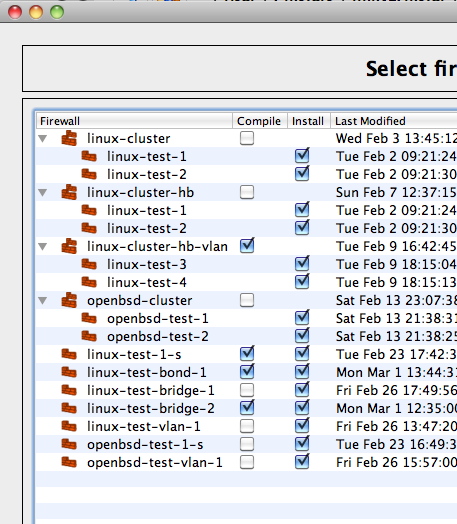 Select fir
Firewall Compile Install Last Modified
linux-cluster Wed Feb 3 13:45:12
linux-test-1 Tue Feb 2 09:21:24
linux-test-2 Tue Feb 2 09:21:30
linux-cluster-hb Sun Feb 7 12:37:15
linux-test-1 Tue Feb 2 09:21:24
linux-test-2 Tue Feb 2 09:21:30
linux-cluster-hb-vlan Tue Feb 9 16:42:45
linux-test-3 Tue Feb 9 18:15:04
linux-test-4 Tue Feb 9 18:15:13
openbsd-cluster Sat Feb 13 23:07:38
openbsd-test-1 Sat Feb 13 21:38:31
openbsd-test-2 Sat Feb 13 21:38:25
linux-test-1-s Tue Feb 23 17:42:3
linux-test-bond-1 Mon Mar 1 13:44:31
linux-test-bridge-1 Fri Feb 26 17:49:56
linux-test-bridge-2 Mon Mar 1 12:35:00
linux-test-vlan-1 Fri Feb 26 13:47:20
openbsd-test-1-s Tue Feb 23 16:49:3
openbsd-test-vlan-1 Fri Feb 26 15:57:00